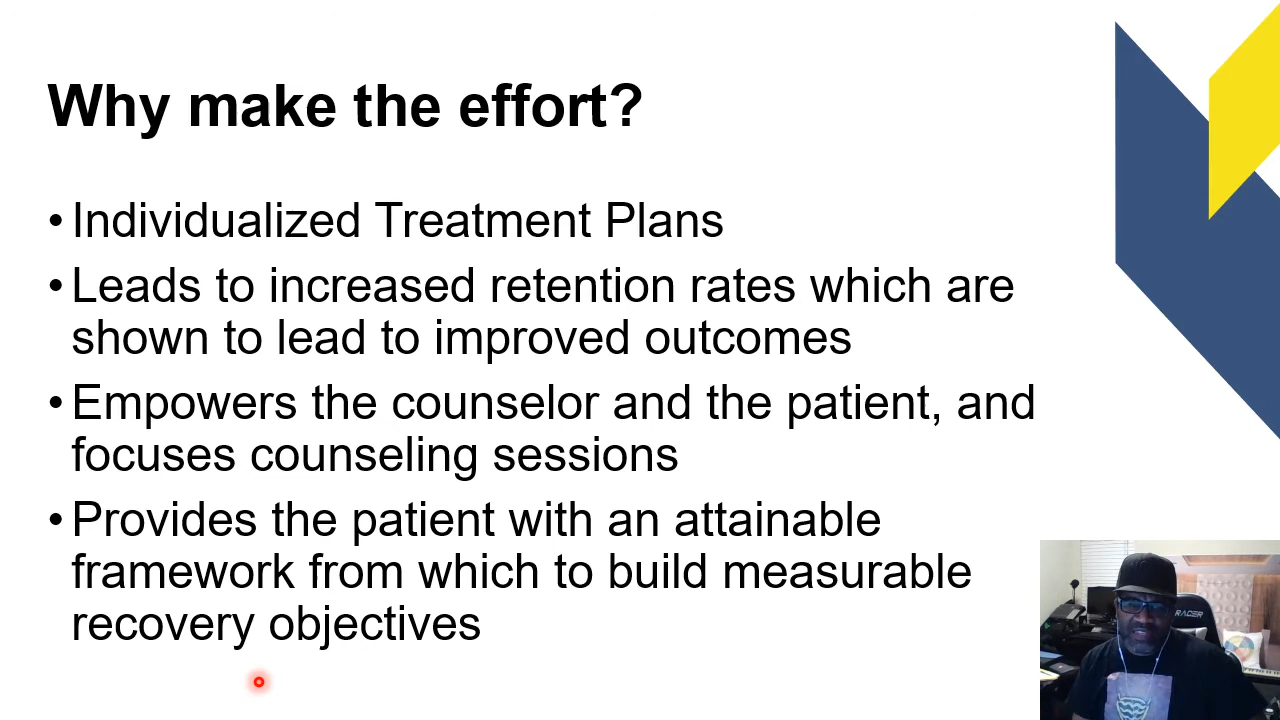 Why make the effort?
• Individualized Treatment Plans
• Leads to increased retention rates which are
shown to lead to improved outcomes
• Empowers the counselor and the patient, and
focuses counseling sessions
• Provides the patient with an attainable
framework from which to build measurable
recovery objectives
RACER